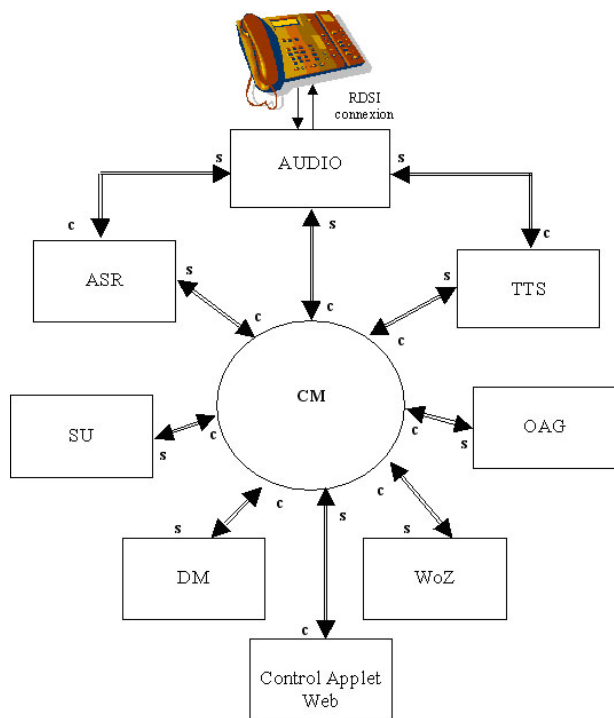 RDSI
connexion
s
AUDIO
s
c
s
c
ASR
s
s
TTS
c
c
c
CM
SU
c
s
c
s
OAG
c
s
c
s
s
DM
WoZ
c
Control Applet
Web